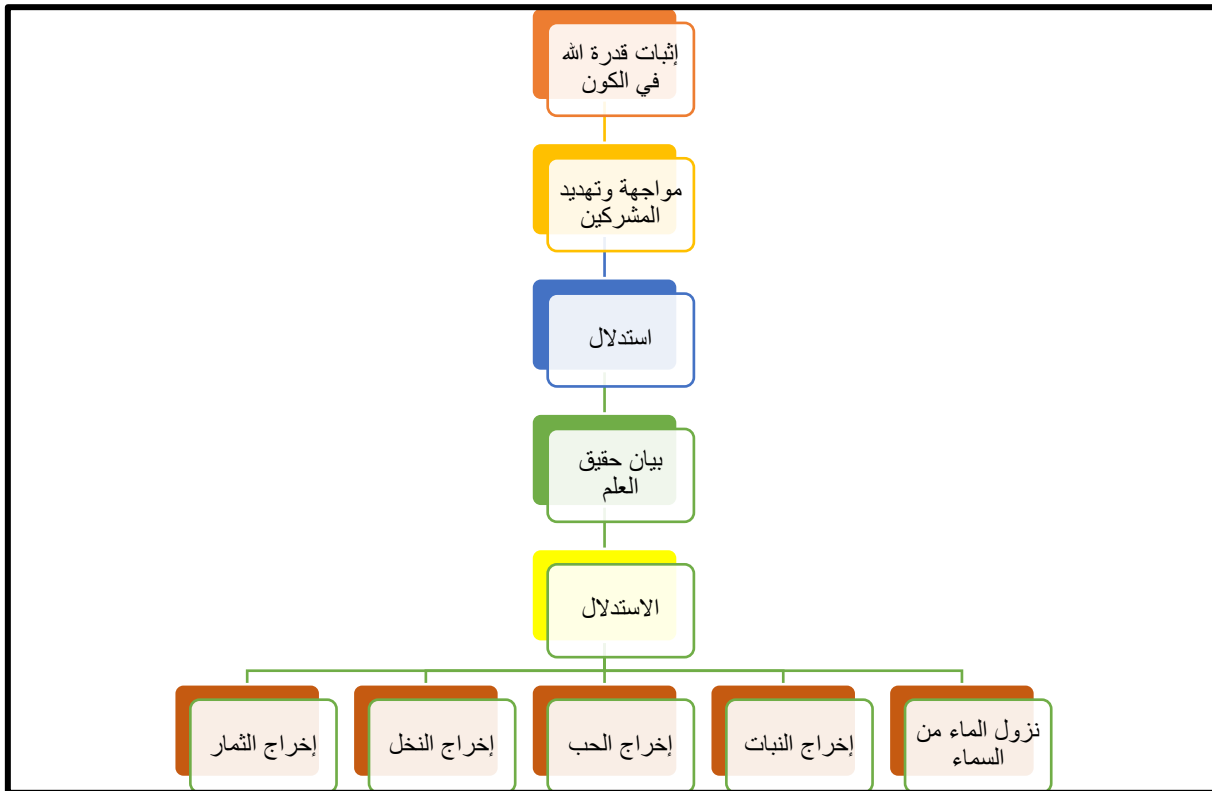 إثبات قدرة الله
في الكون
مواجهة وتهديد
المشركين
استدلال
بيان حقيق
العلم
الاستدلال
نزول الماء من
السماء
إخراج النبات
إخراج الحب
إخراج النخل
إخراج الثمار